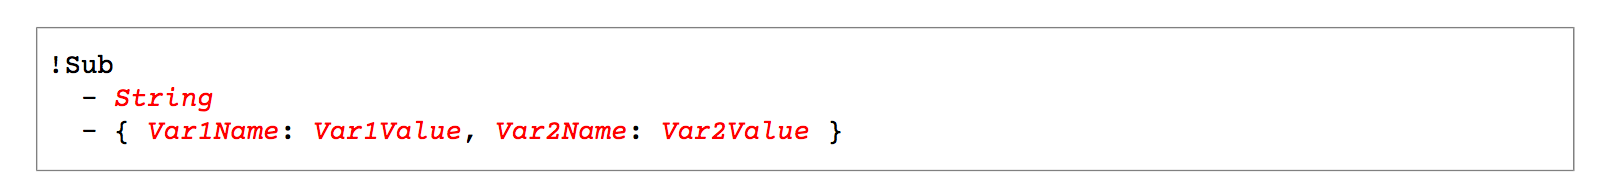 !Sub
  - String
  - { Var1Name: Var1Value, Var2Name: Var2Value }